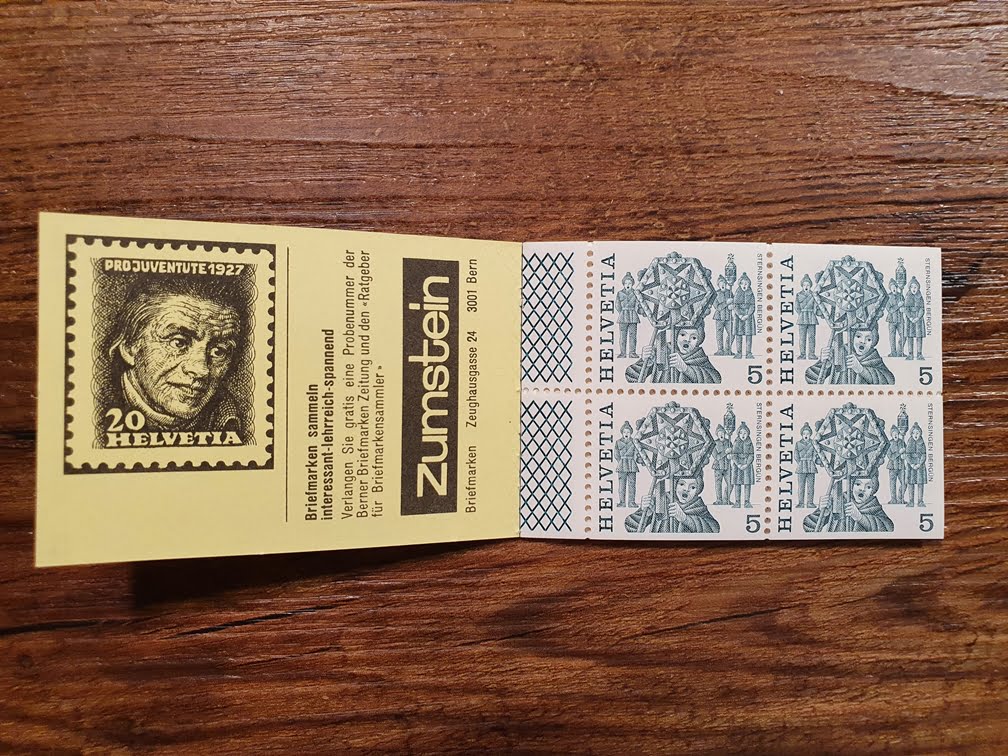 PRO JUVENTUTE 1927
20
HELVETIA
Briefmarken sammeln
interessant-lehrreich-spannend
Verlangen Sie gratis eine Probenummer der
Berner Briefmarken Zeitung und den «Ratgeber
für Briefmarkensammler»
zumstein
Briefmarken Zeughausgasse 24 3001 Bern
HELVETIA
STERNSINGEN BERGÜN
5
HELVETIA
STERNSINGEN BERGÜN
5
HELVETIA
STERNSINGEN BERGÜN
5
HELVETIA
STERNSINGEN BERGÜN
5